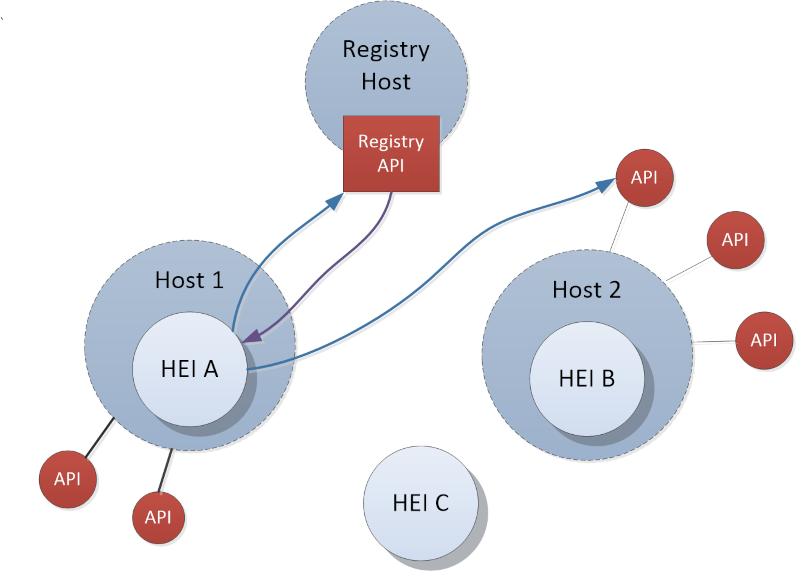 `
Registry
Host
Registry
API
API
API
Host 1
Host 2
API
HEI A
HEI B
API
HEI C
API